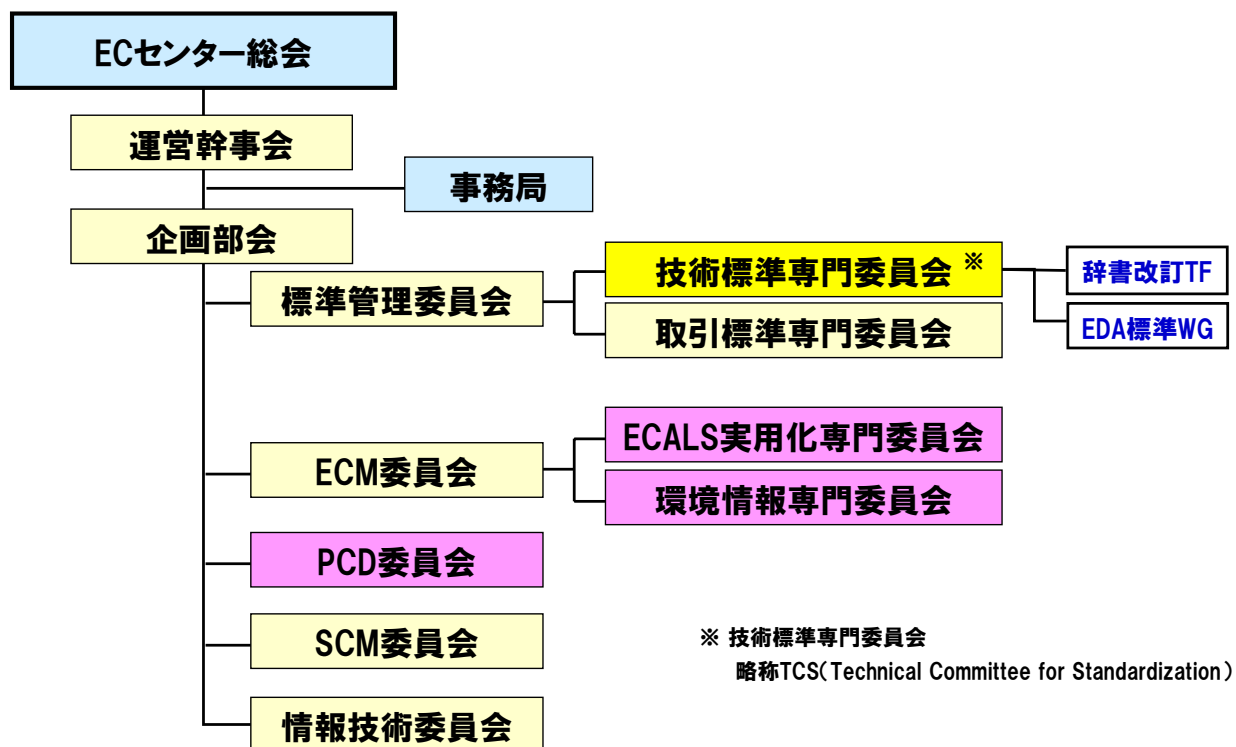 ECセンター総会
運営幹事会
事務局
企画部会
技術標準専門委員会 ※
辞書改訂TF
標準管理委員会
取引標準専門委員会
EDA標準WG
ECALS実用化専門委員会
ECM委員会
環境情報専門委員会
PCD委員会
SCM委員会
※ 技術標準専門委員会
略称TCS(Technical Committee for Standardization)
情報技術委員会